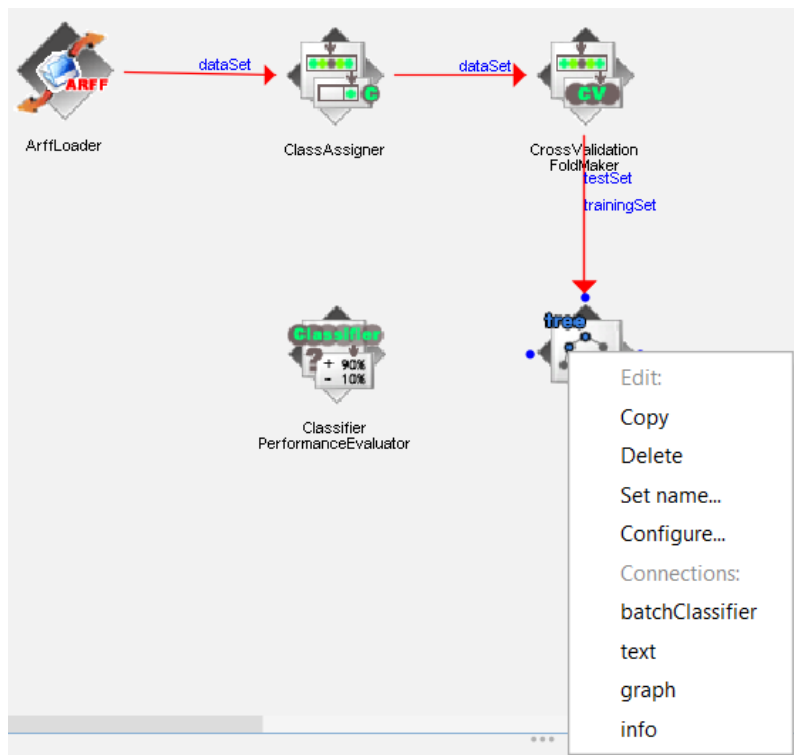 dataSet
dataSet
ARFF
G
CV
ArffLoader
ClassAssigner
CrossValidation
FoldMaker
testSet
trainingSet
tree
Classifier
?
+ 90%
- 10%
Classifier
PerformanceEvaluator
Edit:
Copy
Delete
Set name...
Configure...
Connections:
batchClassifier
text
graph
info